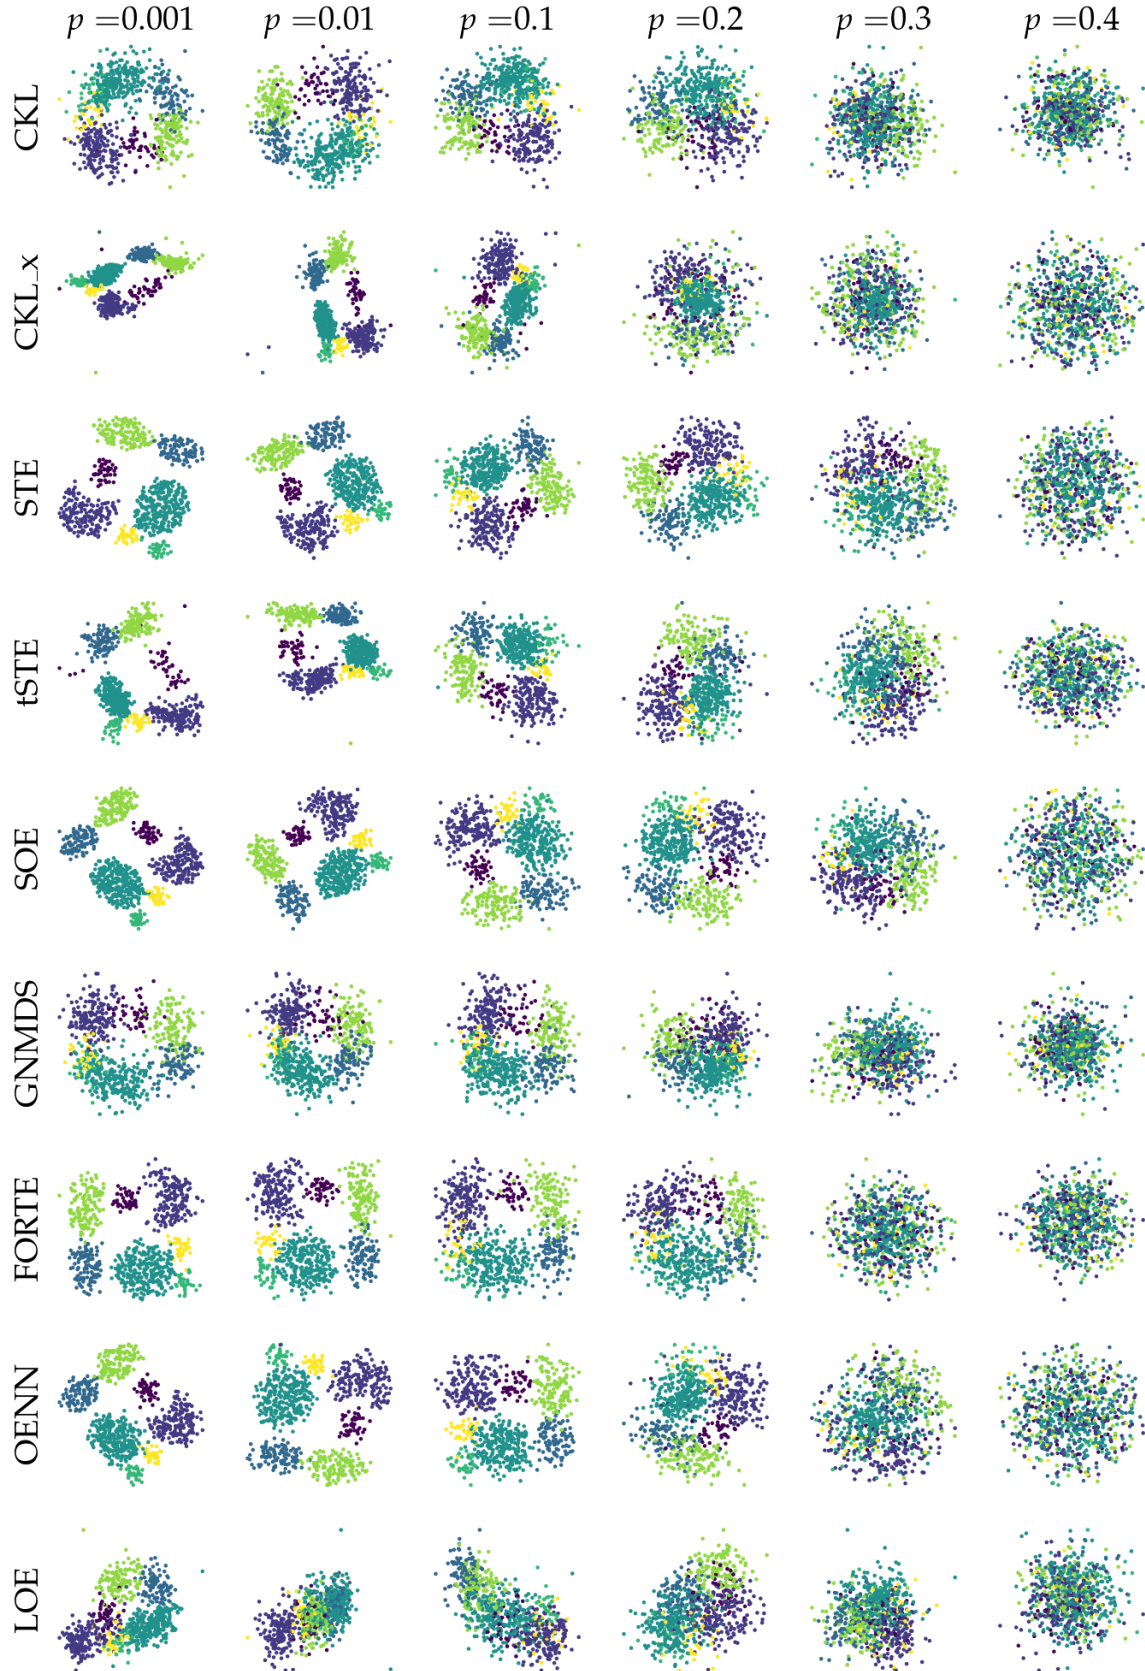 p =0.001 p =0.01 p =0.1 p =0.2 p =0.3 p =0.4
CKL
CKL_x
STE
tSTE
SOE
GNMDS
FORTE
OENN
LOE